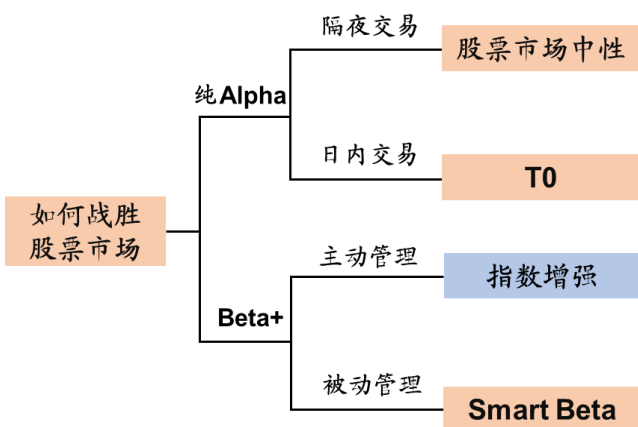 如何战胜
股票市场
纯Alpha
隔夜交易
股票市场中性
日内交易
T0
Beta+
主动管理
指数增强
被动管理
Smart Beta